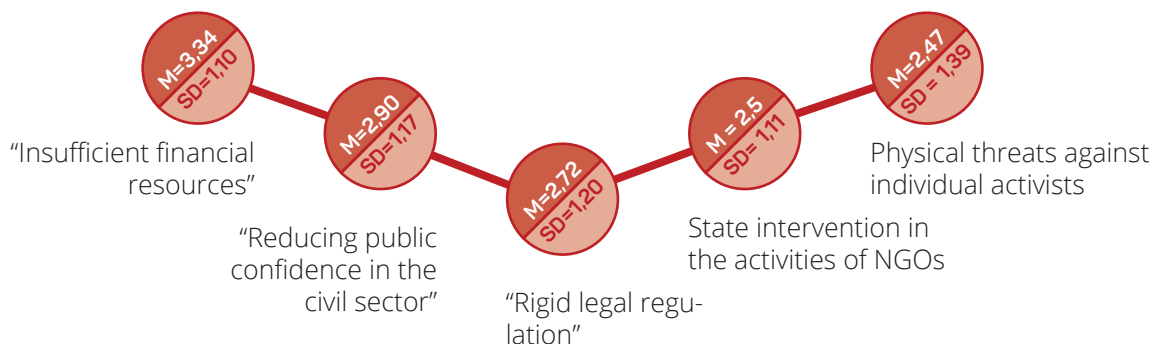 M=3,34
SD=1,10
“Insufficient financial
resources”
M=2,90
SD=1,17
“Reducing public
confidence in the
civil sector”
M=2,72
SD=1,20
“Rigid legal regu-
lation”
M = 2,5
SD= 1,11
State intervention in
the activities of NGOs
M=2,47
SD = 1,39
Physical threats against
individual activists